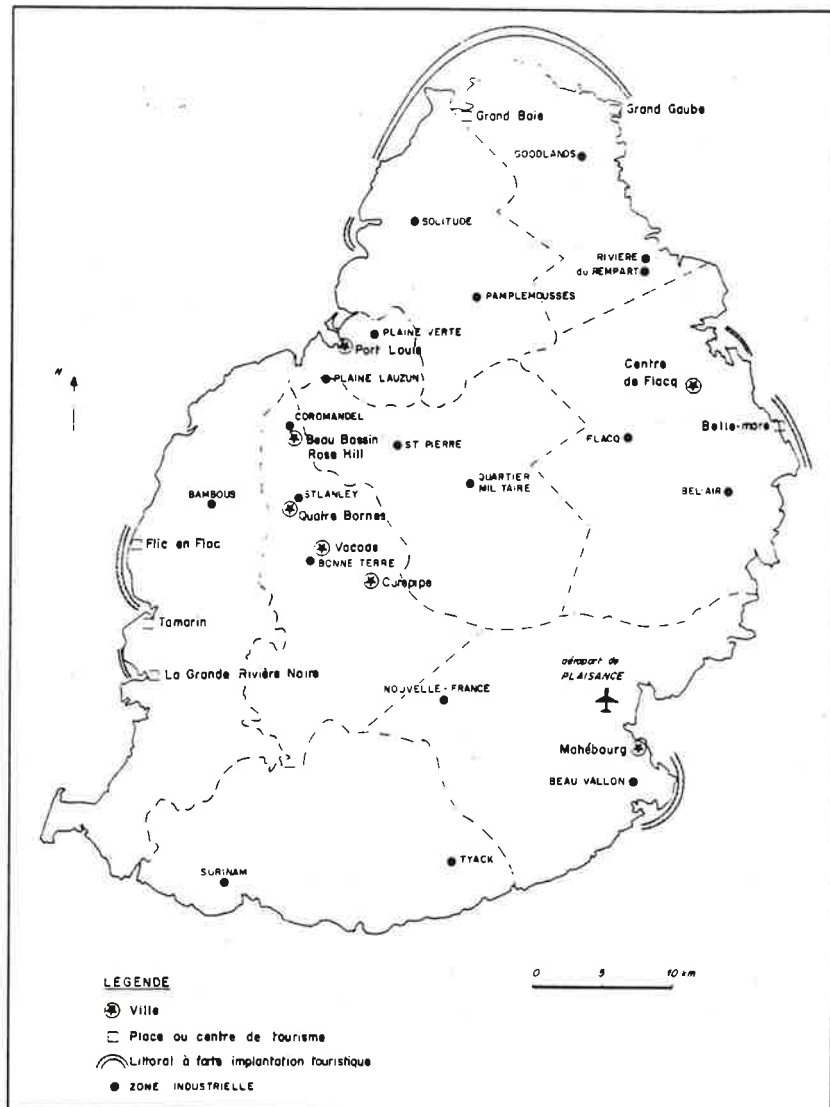 Grand Baie
Grand Gaube
GOODLANDS
SOLITUDE
RIVIERE
du REMPART
PAMPLEMOUSSES
PLAINE VERTE
Port Louis
N
Centre
de Flacq
PLAINE LAUZUN
COROMANDEL
Belle-mare
Beau Bassin
Rose Hill
ST PIERRE
FLACQ
QUARTIER
MILITAIRE
STLANLEY
BAMBOUS
BEL AIR
Quatre Bornes
Flic en Flac
Vacoas
BONNE TERRE
Curepipe
Tamarin
aéroport de
PLAISANCE
La Grande Rivière Noire
NOUVELLE-FRANCE
Mahébourg
BEAU VALLON
TYACK
SURINAM
LÉGENDE
0 5 10 km
Ville
Place ou centre de tourisme
Littoral à forte implantation touristique
ZONE INDUSTRIELLE